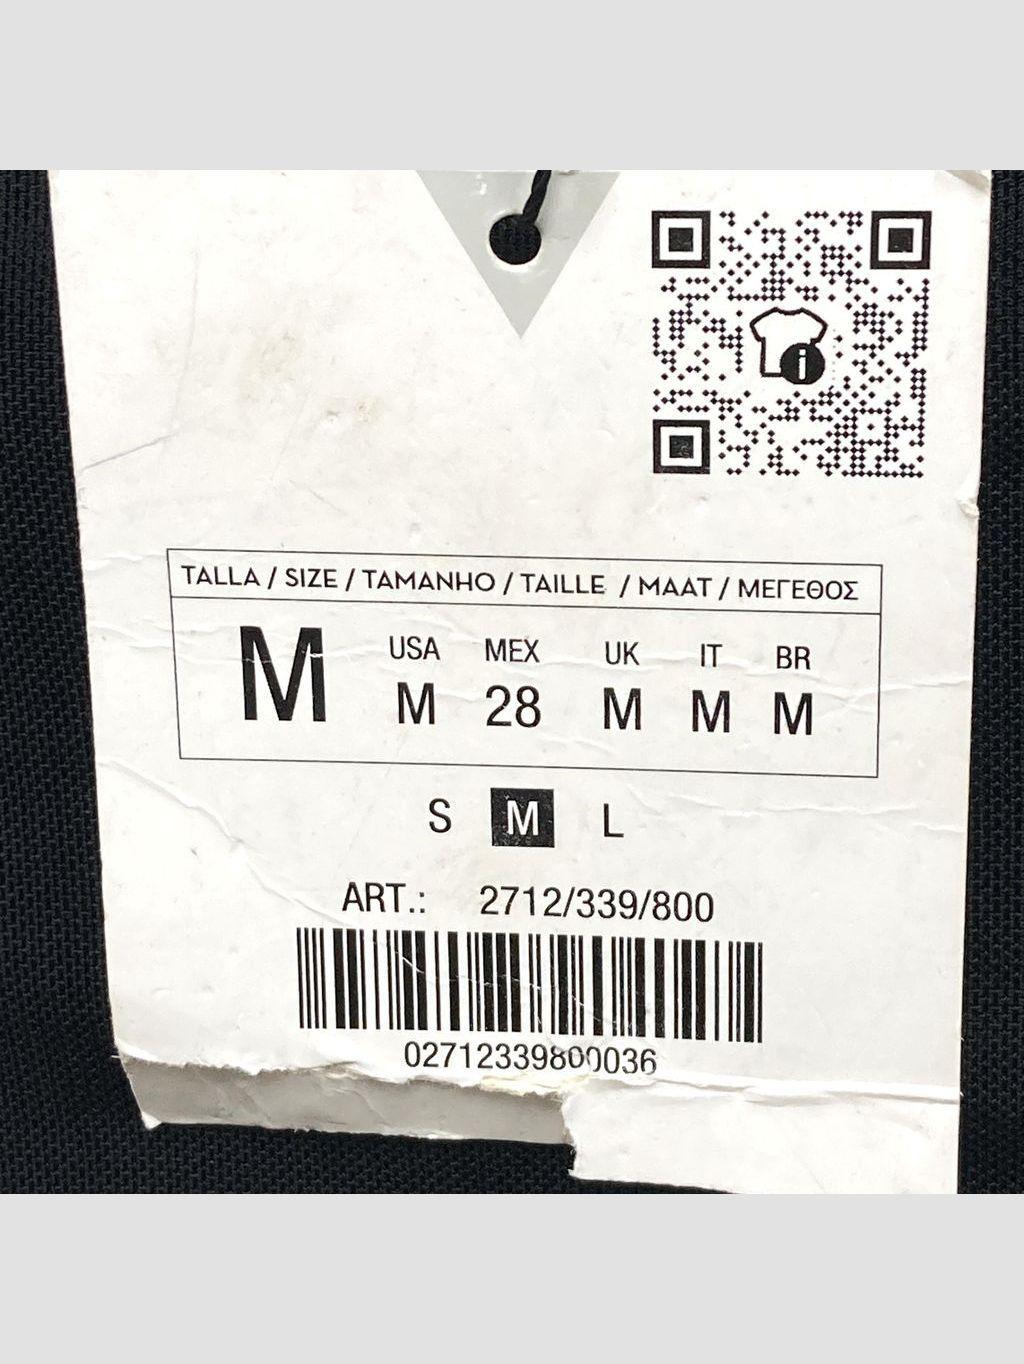 TALLA / SIZE / TAMANHO / TAILLE / MAAT / ΜΕΓΕΘΟΣ
M
USA MEX UK IT BR
M 28 M M M
S M L
ART.: 2712/339/800
02712339800036